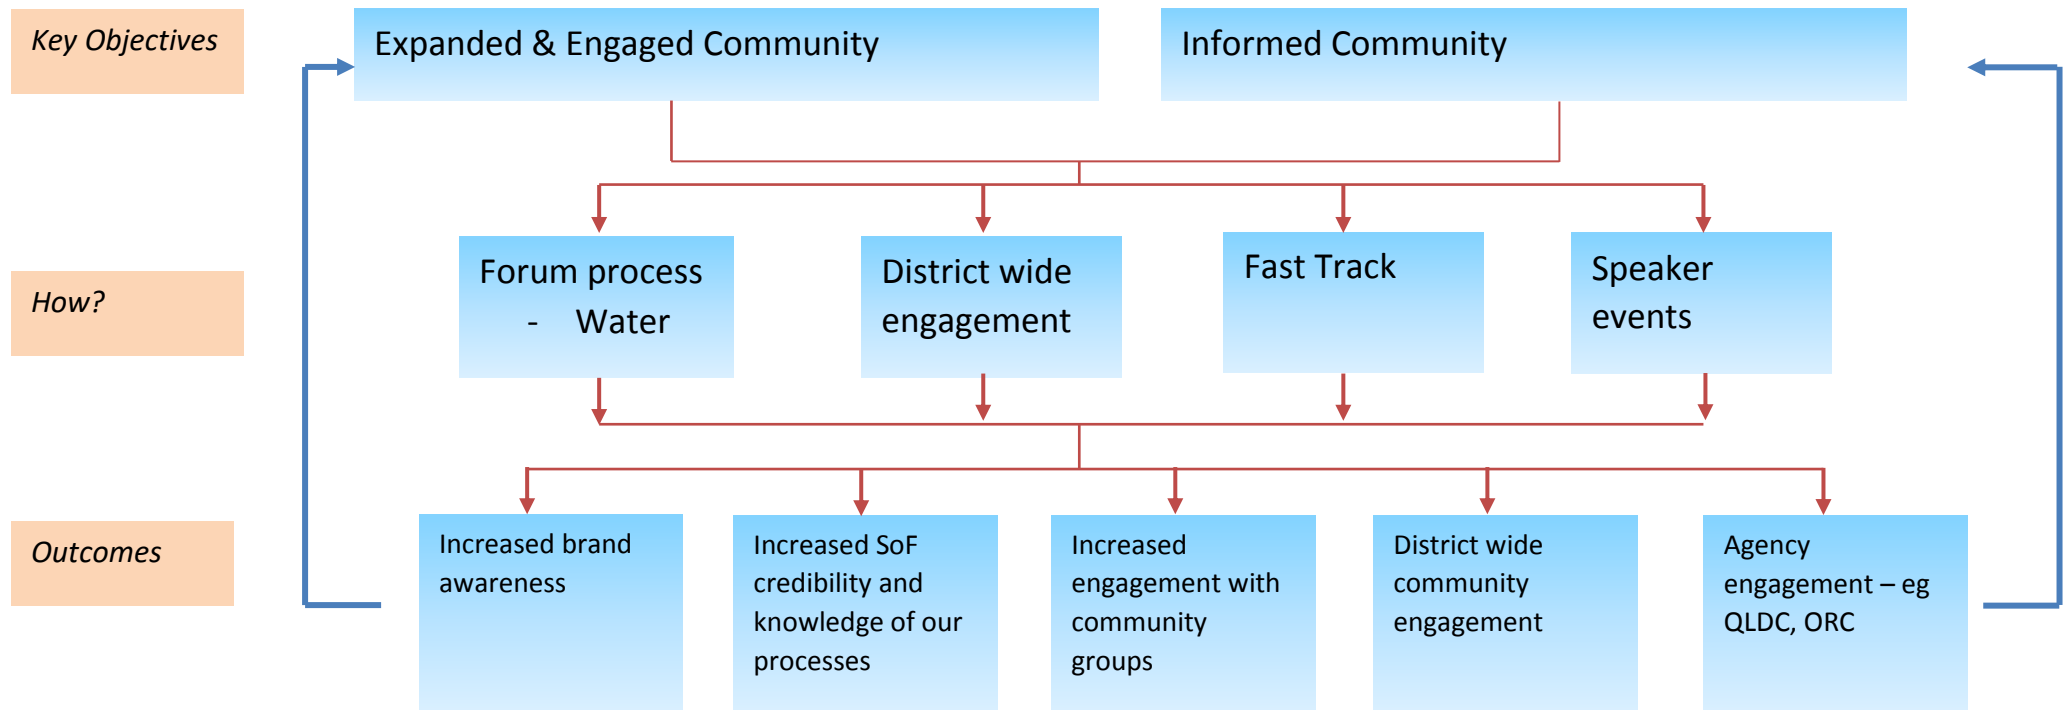 Key Objectives
Expanded & Engaged Community
Informed Community
How?
Forum process
- Water
District wide
engagement
Fast Track
Speaker
events
Outcomes
Increased brand
awareness
Increased SoF
credibility and
knowledge of our
processes
Increased
engagement with
community
groups
District wide
community
engagement
Agency
engagement – eg
QLDC, ORC